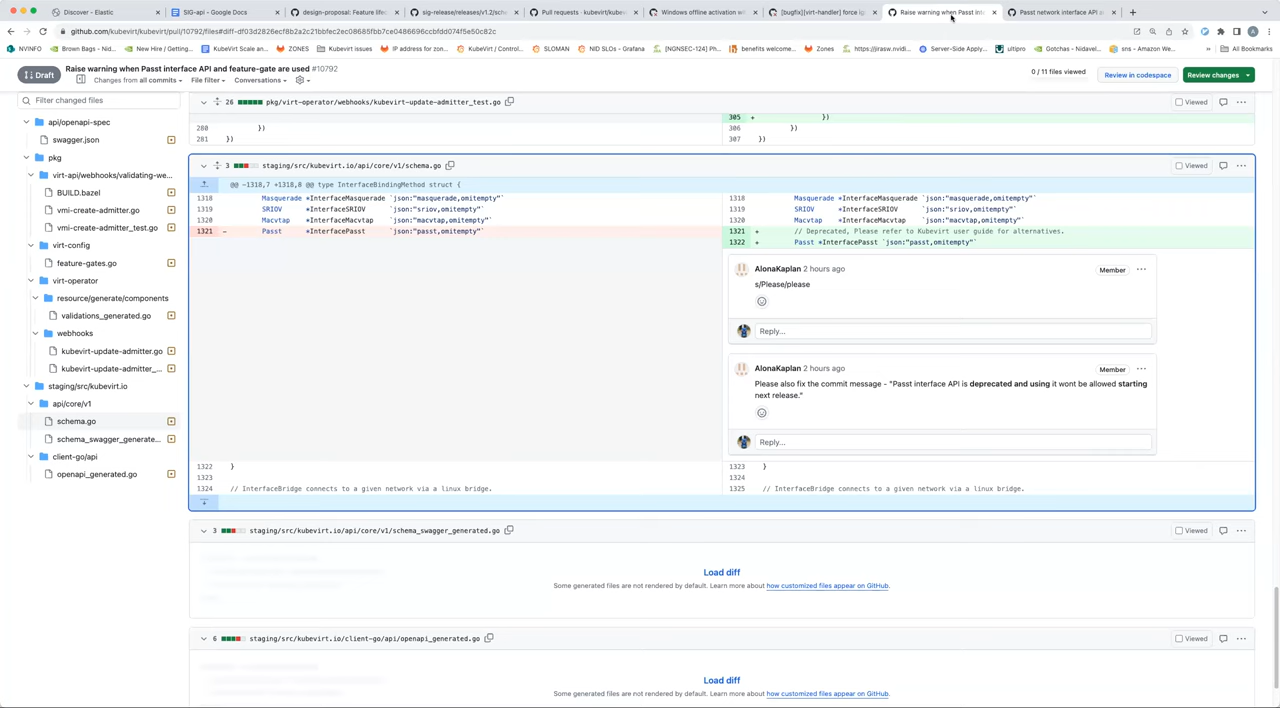 Discover - Elastic
SIG-api - Google Docs
design-proposal: Feature lifec
sig-release/releases/v1.2/sche
Pull requests · kubevirt/kubev
Windows offline activation wi
[bugfix][virt-handler] force ig
Raise warning when Passt inter
Passt network interface API an
github.com/kubevirt/kubevirt/pull/10792/files#diff-df03d2826ecf8b2a2c21bbfec2ec08685fbb5c7ec0486696ccbfdd074f5e50c82c
NVINFO
Brown Bags - Nid...
New Hire / Getting...
KubeVirt Scale an...
ZONES
Kubevirt issues
IP address for zon...
KubeVirt / Control...
SLOMAN
NID SLOs - Grafana
[NGNSEC-124] Ph...
benefits welcome...
Zones
https://jirasw.nvidi...
Server-Side Apply...
ultipro
Gotchas - Nidavel...
sns - Amazon We...
»
All Bookmarks
Draft
Raise warning when Passt interface API and feature-gate are used #10792
Changes from all commits
File filter
Conversations
0 / 11 files viewed
Review in codespace
Review changes
Filter changed files
api/openapi-spec
swagger.json
pkg
virt-api/webhooks/validating-we...
BUILD.bazel
vmi-create-admitter.go
vmi-create-admitter_test.go
virt-config
feature-gates.go
virt-operator
resource/generate/components
validations_generated.go
webhooks
kubevirt-update-admitter.go
kubevirt-update-admitter_...
staging/src/kubevirt.io
api/core/v1
schema.go
schema_swagger_generate...
client-go/api
openapi_generated.go
26 pkg/virt-operator/webhooks/kubevirt-update-admitter_test.go
Viewed
305 + })
280 })
306 })
281 })
307 })
3 staging/src/kubevirt.io/api/core/v1/schema.go
Viewed
@@ -1318,7 +1318,8 @@ type InterfaceBindingMethod struct {
1318 Masquerade *InterfaceMasquerade `json:"masquerade,omitempty"`
1319 SRIOV *InterfaceSRIOV `json:"sriov,omitempty"`
1320 Macvtap *InterfaceMacvtap `json:"macvtap,omitempty"`
1321 - Passt *InterfacePasst `json:"passt,omitempty"`
1318 Masquerade *InterfaceMasquerade `json:"masquerade,omitempty"`
1319 SRIOV *InterfaceSRIOV `json:"sriov,omitempty"`
1320 Macvtap *InterfaceMacvtap `json:"macvtap,omitempty"`
1321 + // Deprecated, Please refer to Kubevirt user guide for alternatives.
1322 + Passt *InterfacePasst `json:"passt,omitempty"`
AlonaKaplan 2 hours ago
Member
s/Please/please
Reply...
AlonaKaplan 2 hours ago
Member
Please also fix the commit message - "Passt interface API is deprecated and using it wont be allowed starting
next release."
Reply...
1322 }
1323
1324 // InterfaceBridge connects to a given network via a linux bridge.
1323 }
1324
1325 // InterfaceBridge connects to a given network via a linux bridge.
3 staging/src/kubevirt.io/api/core/v1/schema_swagger_generated.go
Viewed
Load diff
Some generated files are not rendered by default. Learn more about how customized files appear on GitHub.
6 staging/src/kubevirt.io/client-go/api/openapi_generated.go
Viewed
Load diff
Some generated files are not rendered by default. Learn more about how customized files appear on GitHub.